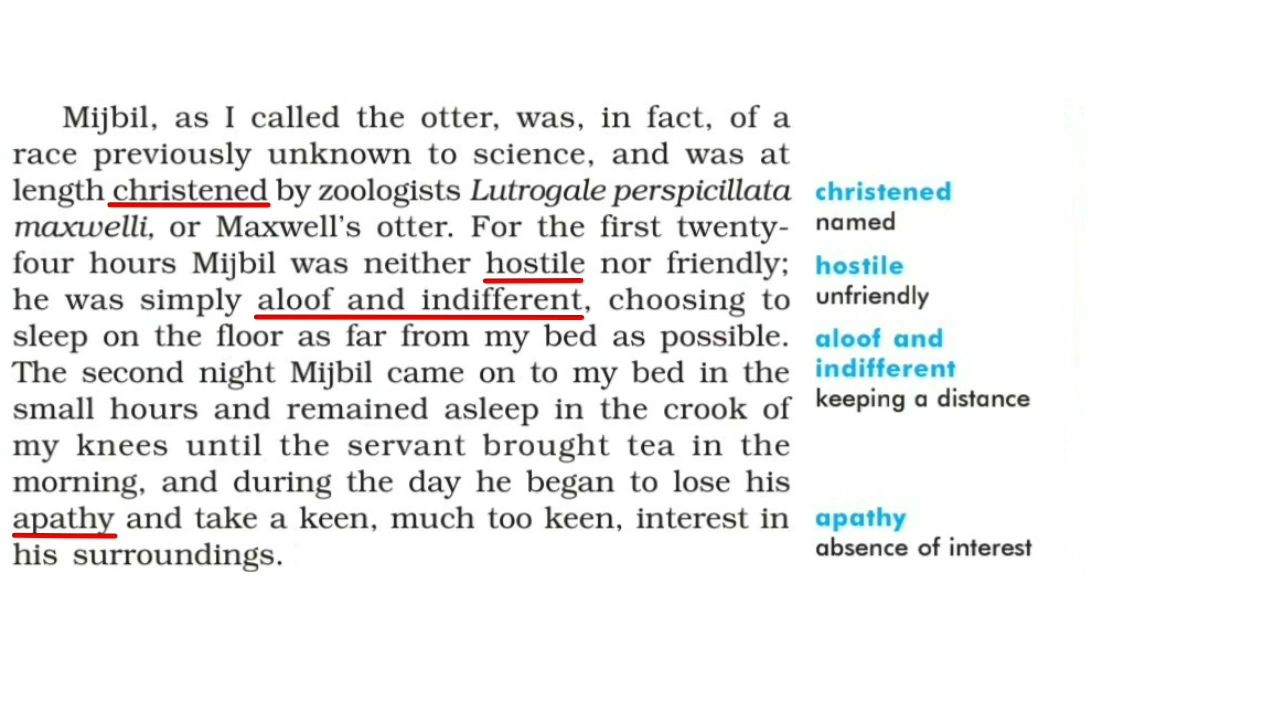 Mijbil, as I called the otter, was, in fact, of a
race previously unknown to science, and was at
length christened by zoologists Lutrogale perspicillata
maxwelli, or Maxwell's otter. For the first twenty-
four hours Mijbil was neither hostile nor friendly;
he was simply aloof and indifferent, choosing to
sleep on the floor as far from my bed as possible.
The second night Mijbil came on to my bed in the
small hours and remained asleep in the crook of
my knees until the servant brought tea in the
morning, and during the day he began to lose his
apathy and take a keen, much too keen, interest in
his surroundings.
christened
named
hostile
unfriendly
aloof and
indifferent
keeping a distance
apathy
absence of interest